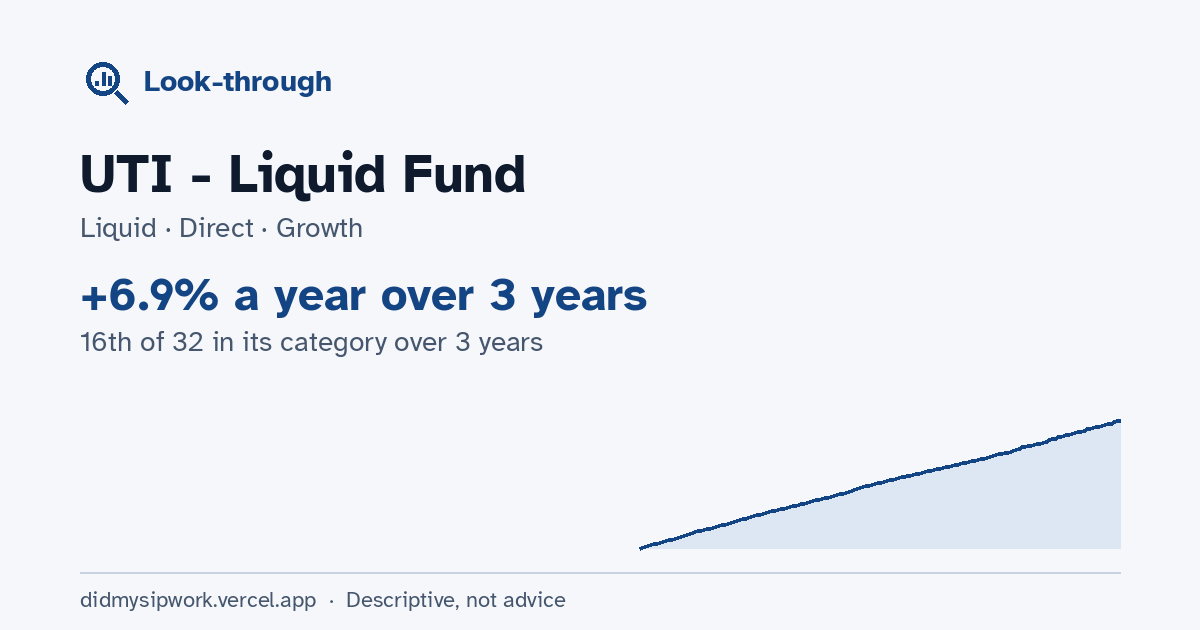 Look-through
UTI - Liquid Fund
Liquid · Direct · Growth
+6.9% a year over 3 years
16th of 32 in its category over 3 years
didmysipwork.vercel.app · Descriptive, not advice